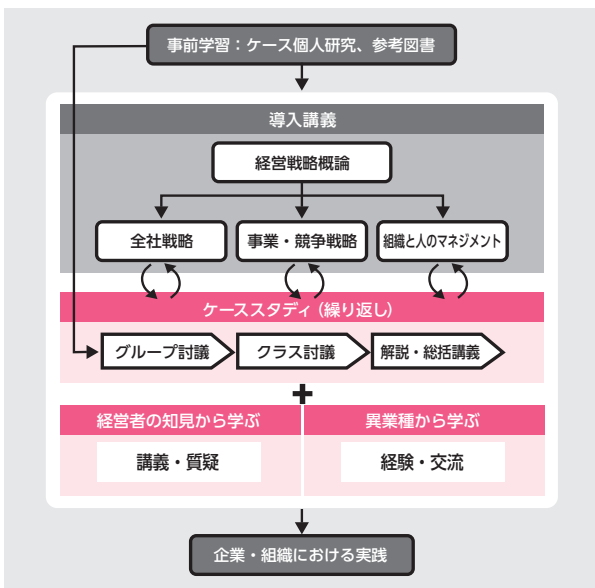 事前学習：ケース個人研究、参考図書
導入講義
経営戦略概論
全社戦略
事業・競争戦略
組織と人のマネジメント
ケーススタディ（繰り返し）
グループ討議
クラス討議
解説・総括講義
+
経営者の知見から学ぶ
異業種から学ぶ
講義・質疑
経験・交流
企業・組織における実践